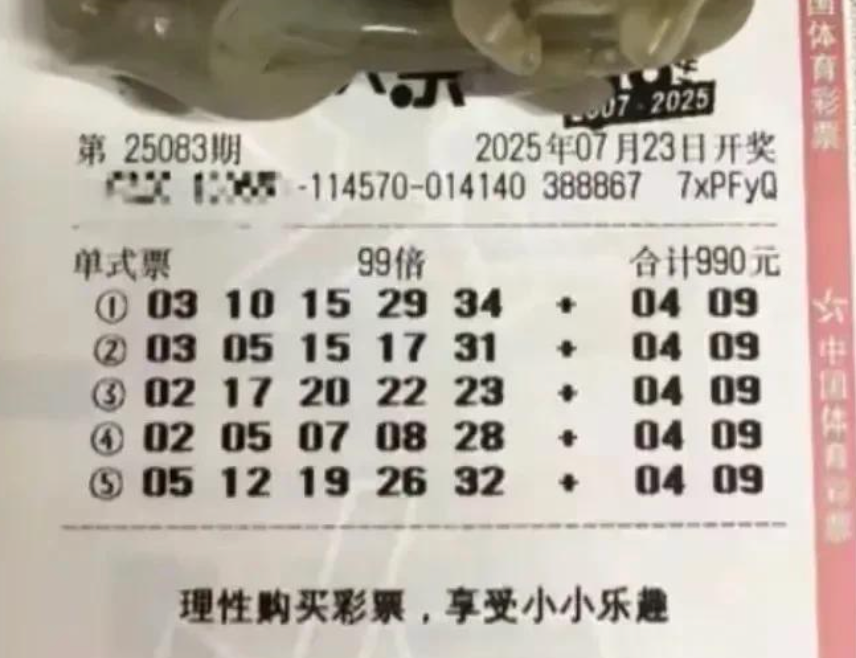 2007-2025
第 25083期 2025年07月23日开奖
-114570-014140 388867 7xPFyQ
单式票 99倍 合计990元
① 03 10 15 29 34 + 04 09
② 03 05 15 17 31 + 04 09
③ 02 17 20 22 23 + 04 09
④ 02 05 07 08 28 + 04 09
⑤ 05 12 19 26 32 + 04 09
理性购买彩票，享受小小乐趣
国体育彩票
中国体育彩票